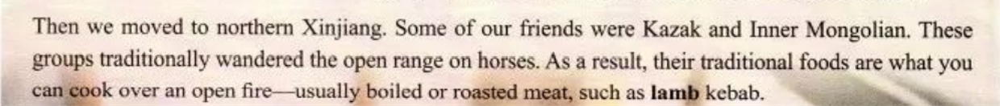 Then we moved to northern Xinjiang. Some of our friends were Kazak and Inner Mongolian. These
groups traditionally wandered the open range on horses. As a result, their traditional foods are what you
can cook over an open fire—usually boiled or roasted meat, such as lamb kebab.